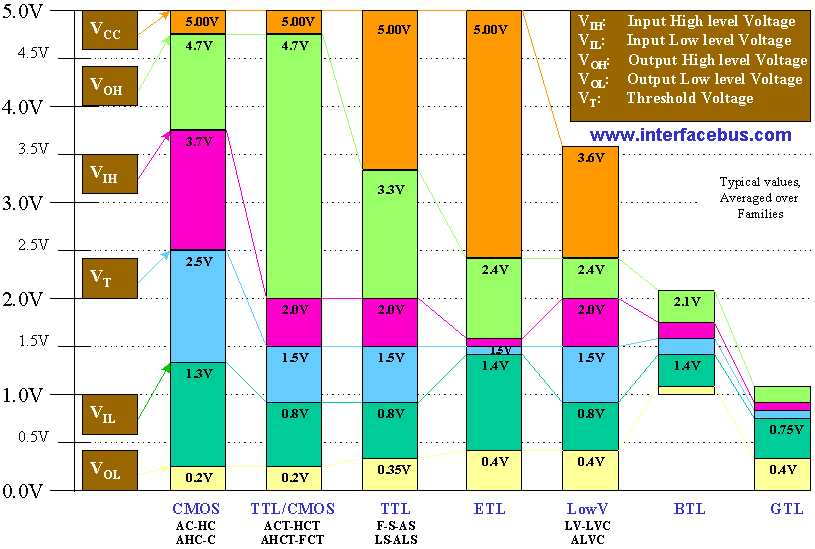 5.0V
4.5V
4.0V
3.5V
3.0V
2.5V
2.0V
1.5V
1.0V
0.5V
0.0V
VCC
VOH
VIH
VT
VIL
VOL
5.00V
4.7V
3.7V
2.5V
1.3V
0.2V
5.00V
4.7V
2.0V
1.5V
0.8V
0.2V
5.00V
3.3V
2.0V
1.5V
0.8V
0.35V
5.00V
2.4V
1.5V
1.4V
0.4V
3.6V
2.4V
2.0V
1.5V
0.8V
0.4V
2.1V
1.4V
0.75V
0.4V
VIH: Input High level Voltage
VIL: Input Low level Voltage
VOH: Output High level Voltage
VOL: Output Low level Voltage
VT: Threshold Voltage
www.interfacebus.com
Typical values,
Averaged over
Families
CMOS TTL/CMOS TTL ETL LowV BTL GTL
AC-HC ACT-HCT F-S-AS LV-LVC
AHC-C AHCT-FCT LS-ALS ALVC